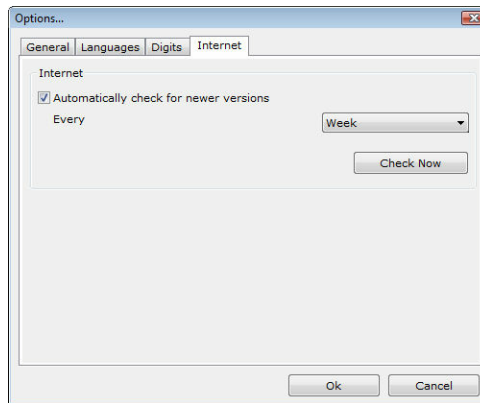 Options...
General Languages Digits Internet
Internet
Automatically check for newer versions
Every Week
Check Now
Ok Cancel